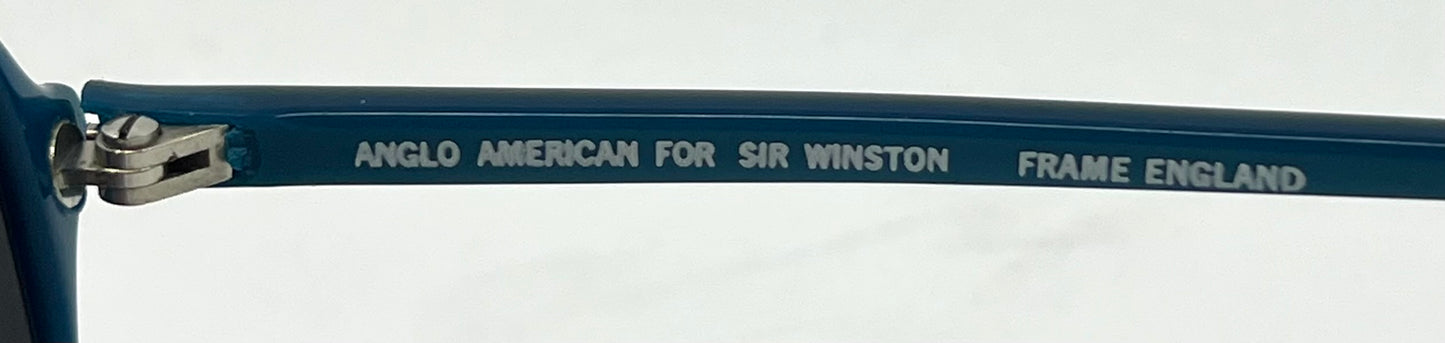 ANGLO AMERICAN FOR SIR WINSTON FRAME ENGLAND